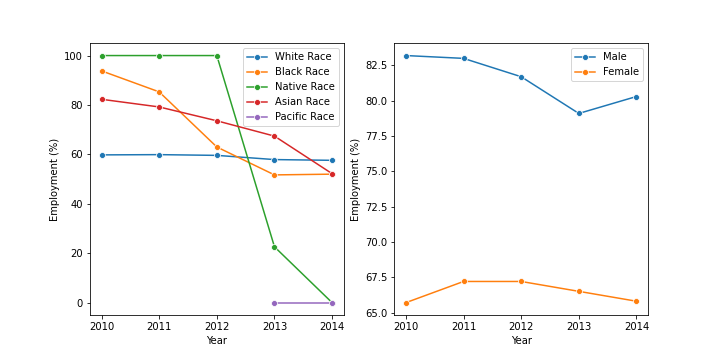 100
80
60
40
20
0
Employment (%)
2010 2011 2012 2013 2014
Year
White Race
Black Race
Native Race
Asian Race
Pacific Race
82.5
80.0
77.5
75.0
72.5
70.0
67.5
65.0
Employment (%)
2010 2011 2012 2013 2014
Year
Male
Female